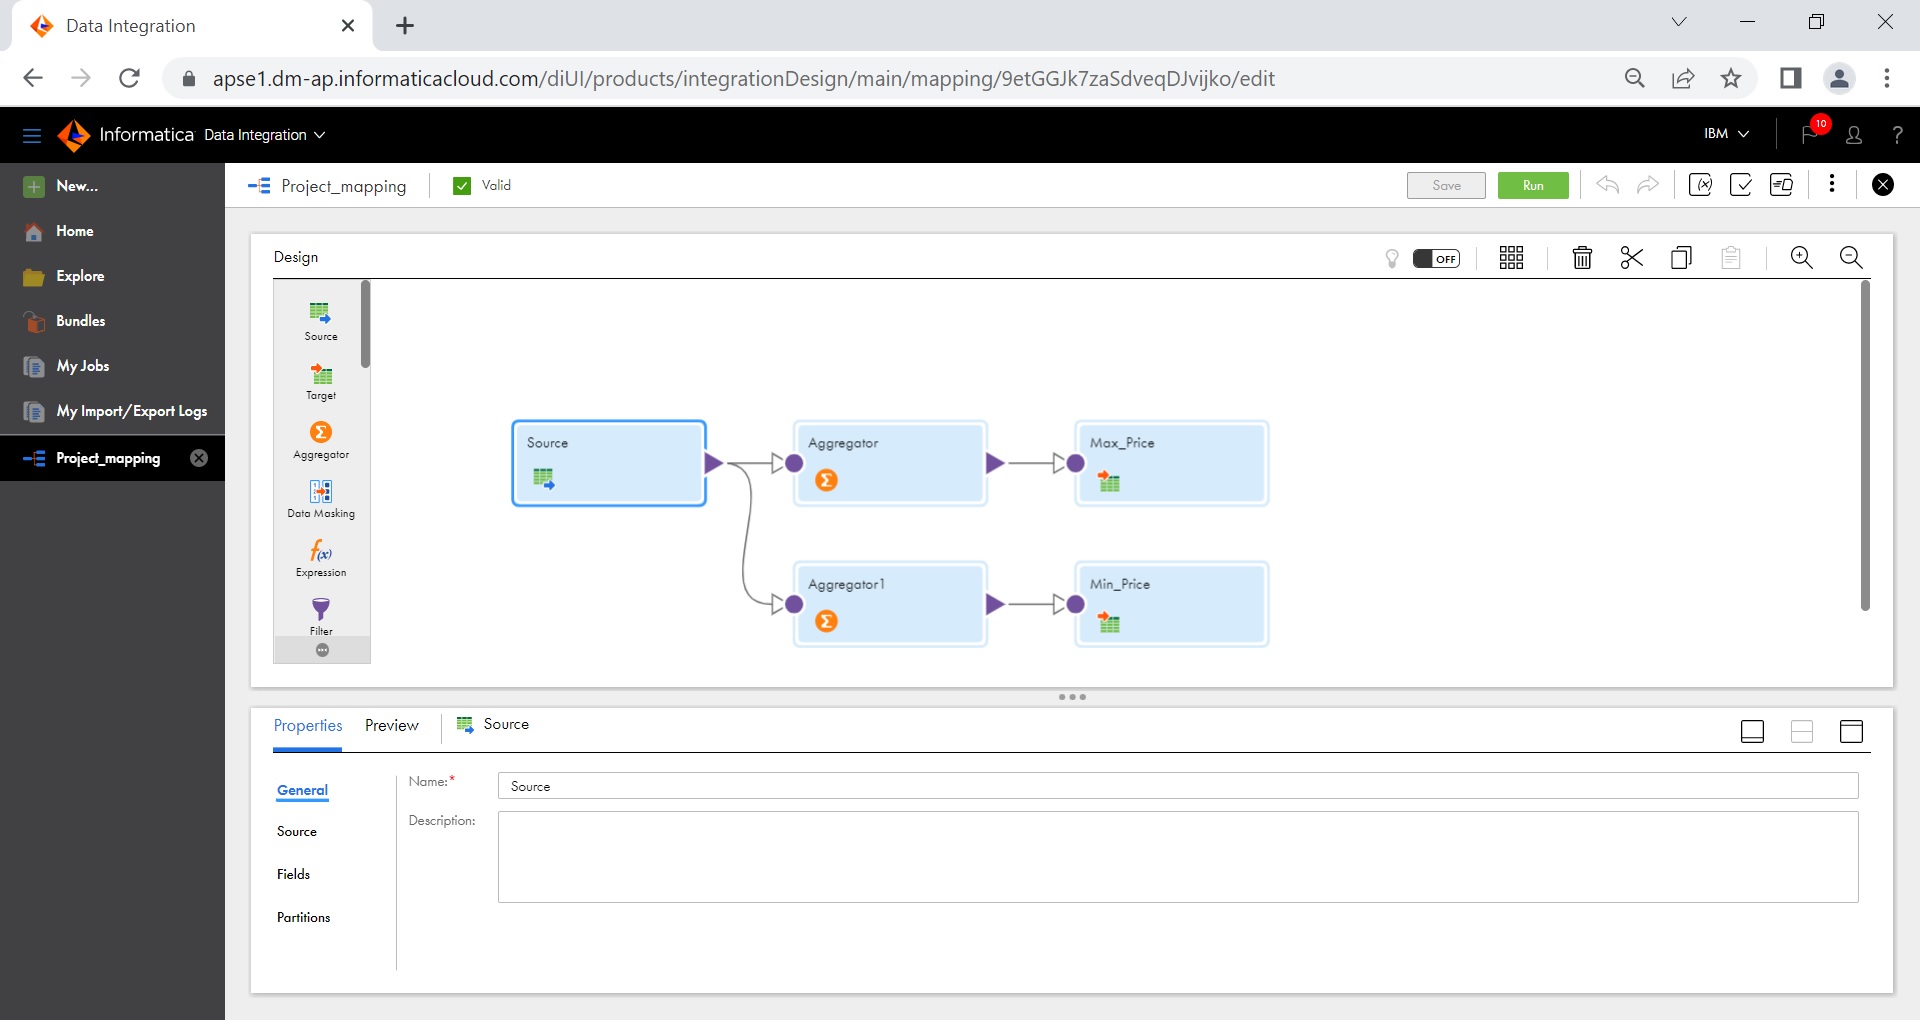 Data Integration
apse1.dm-ap.informaticacloud.com/diUI/products/integrationDesign/main/mapping/9etGGJk7zaSdveqDJvijko/edit
Informatica Data Integration
IBM
10
?
New...
Home
Explore
Bundles
My Jobs
My Import/Export Logs
Project_mapping
Project_mapping
Valid
Save
Run
(x)
Design
OFF
Source
Target
Σ
Aggregator
Data Masking
f(x)
Expression
Filter
Source
Aggregator
Σ
Max_Price
Aggregator1
Σ
Min_Price
Properties
Preview
Source
General
Source
Fields
Partitions
Name:*
Source
Description: